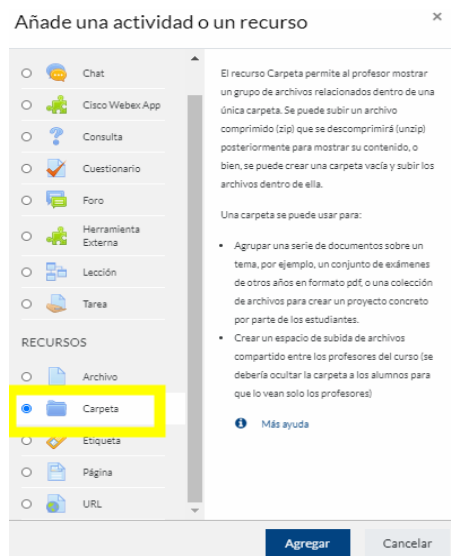 Añade una actividad o un recurso
×
Chat
Cisco Webex App
Consulta
Cuestionario
Foro
Herramienta
Externa
Lección
Tarea
RECURSOS
Archivo
Carpeta
Etiqueta
Página
URL
El recurso Carpeta permite al profesor mostrar
un grupo de archivos relacionados dentro de una
única carpeta. Se puede subir un archivo
comprimido (zip) que se descomprimirá (unzip)
posteriormente para mostrar su contenido, o
bien, se puede crear una carpeta vacía y subir los
archivos dentro de ella.
Una carpeta se puede usar para:
• Agrupar una serie de documentos sobre un
tema, por ejemplo, un conjunto de exámenes
de otros años en formato pdf, o una colección
de archivos para crear un proyecto concreto
por parte de los estudiantes.
• Crear un espacio de subida de archivos
compartido entre los profesores del curso (se
debería ocultar la carpeta a los alumnos para
que lo vean solo los profesores)
Más ayuda
Agregar
Cancelar